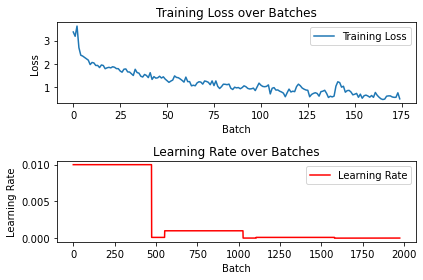 Training Loss over Batches
3
2
1
Loss
Training Loss
0
25
50
75
100
125
150
175
Batch
Learning Rate over Batches
0.010
0.005
0.000
Learning Rate
Learning Rate
0
250
500
750
1000
1250
1500
1750
2000
Batch